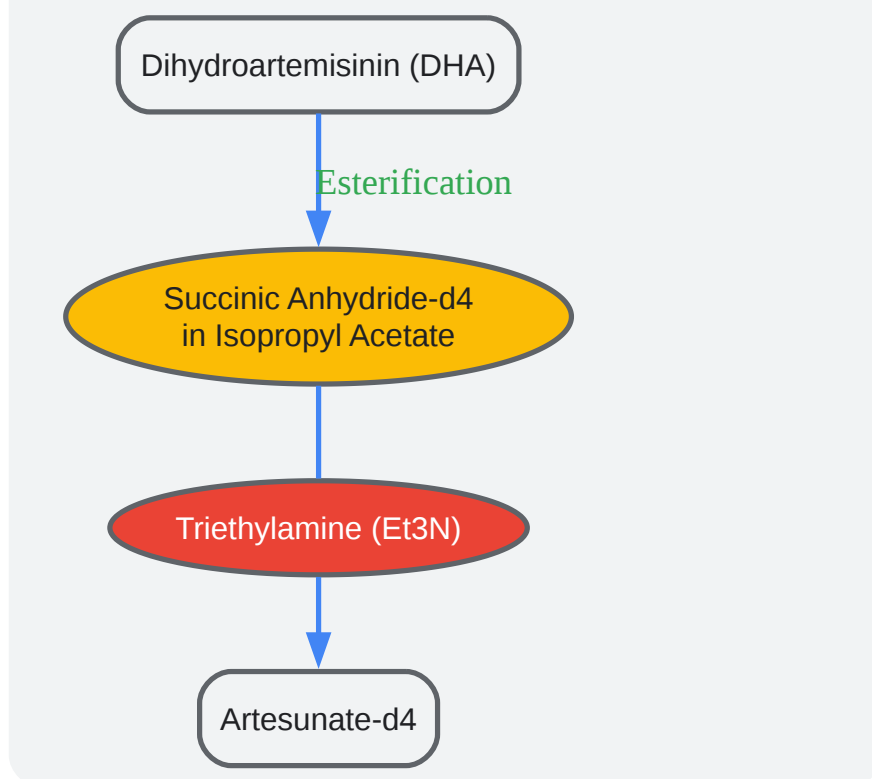 Dihydroartemisinin (DHA)
Esterification
Succinic Anhydride-d4
in Isopropyl Acetate
Triethylamine (Et3N)
Artesunate-d4